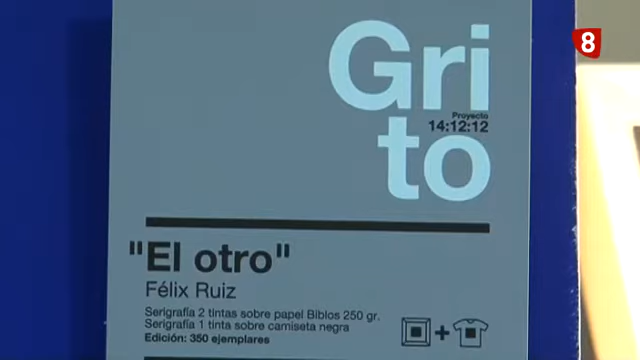 8
Gri
Proyecto
14:12:12
to
"El otro"
Félix Ruiz
Serigrafía 2 tintas sobre papel Biblos 250 gr.
Serigrafía 1 tinta sobre camiseta negra
Edición: 350 ejemplares
+